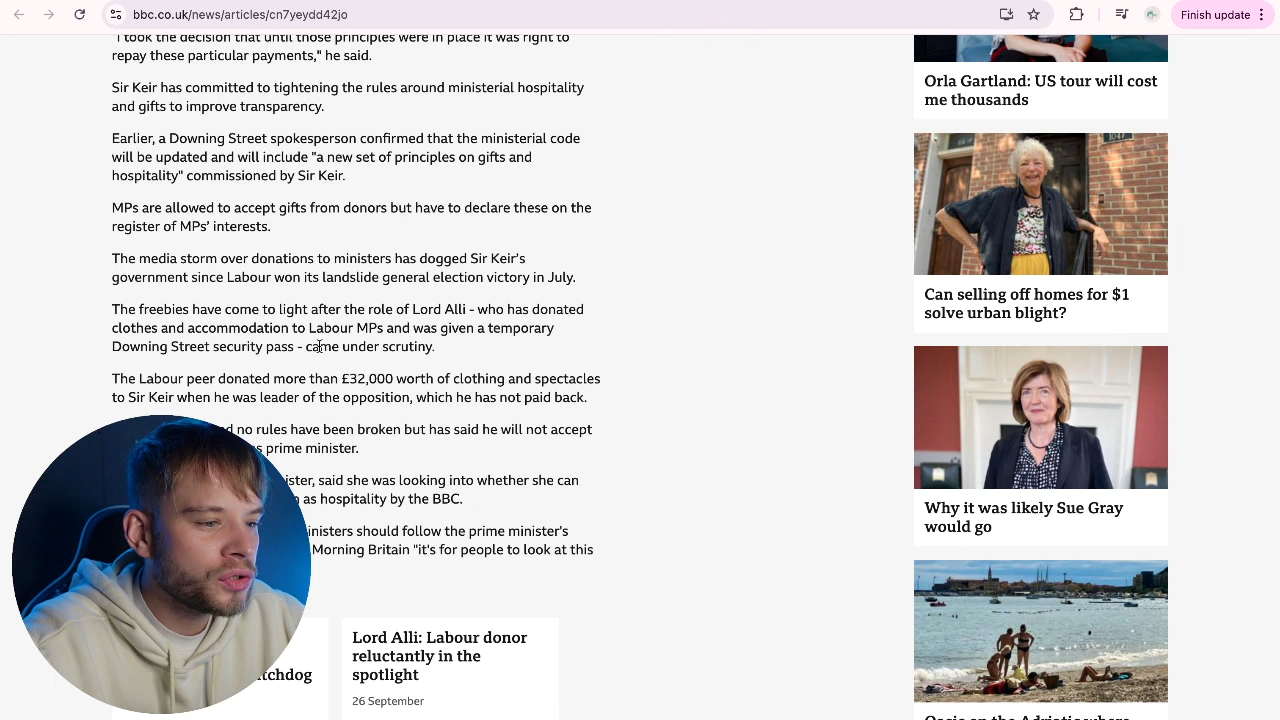 bbc.co.uk/news/articles/cn7yeydd42jo
Finish update
"I took the decision that until those principles were in place it was right to
repay these particular payments," he said.
Sir Keir has committed to tightening the rules around ministerial hospitality
and gifts to improve transparency.
Earlier, a Downing Street spokesperson confirmed that the ministerial code
will be updated and will include "a new set of principles on gifts and
hospitality" commissioned by Sir Keir.
MPs are allowed to accept gifts from donors but have to declare these on the
register of MPs' interests.
The media storm over donations to ministers has dogged Sir Keir's
government since Labour won its landslide general election victory in July.
The freebies have come to light after the role of Lord Alli - who has donated
clothes and accommodation to Labour MPs and was given a temporary
Downing Street security pass - came under scrutiny.
The Labour peer donated more than £32,000 worth of clothing and spectacles
to Sir Keir when he was leader of the opposition, which he has not paid back.
no rules have been broken but has said he will not accept
prime minister.
said she was looking into whether she can
as hospitality by the BBC.
should follow the prime minister's
Morning Britain "it's for people to look at this
Lord Alli: Labour donor
reluctantly in the
spotlight
26 September
Orla Gartland: US tour will cost
me thousands
Can selling off homes for $1
solve urban blight?
Why it was likely Sue Gray
would go